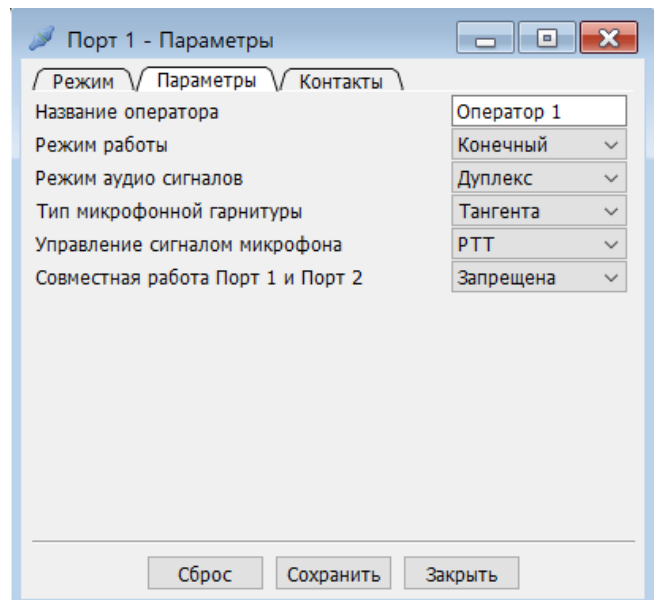 Порт 1 - Параметры
Режим Параметры Контакты
Название оператора Оператор 1
Режим работы Конечный
Режим аудио сигналов Дуплекс
Тип микрофонной гарнитуры Тангента
Управление сигналом микрофона PTT
Совместная работа Порт 1 и Порт 2 Запрещена
Сброс Сохранить Закрыть